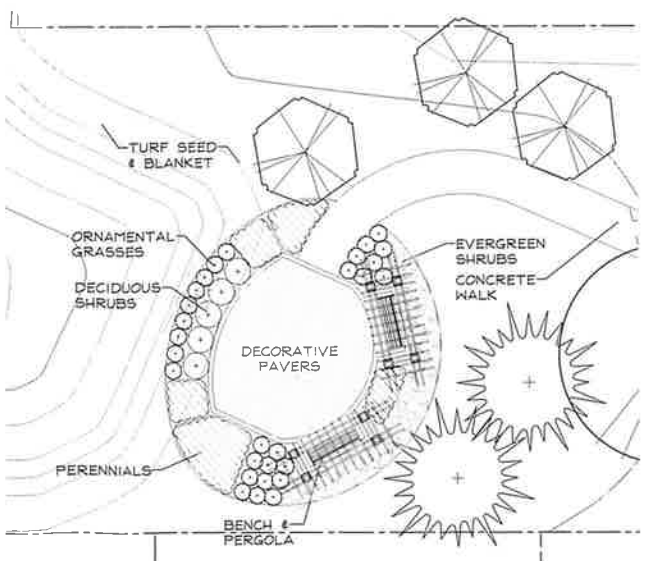 TURF SEED
& BLANKET
ORNAMENTAL
GRASSES
DECIDUOUS
SHRUBS
EVERGREEN
SHRUBS
CONCRETE
WALK
DECORATIVE
PAVERS
PERENNIALS
BENCH &
PERGOLA